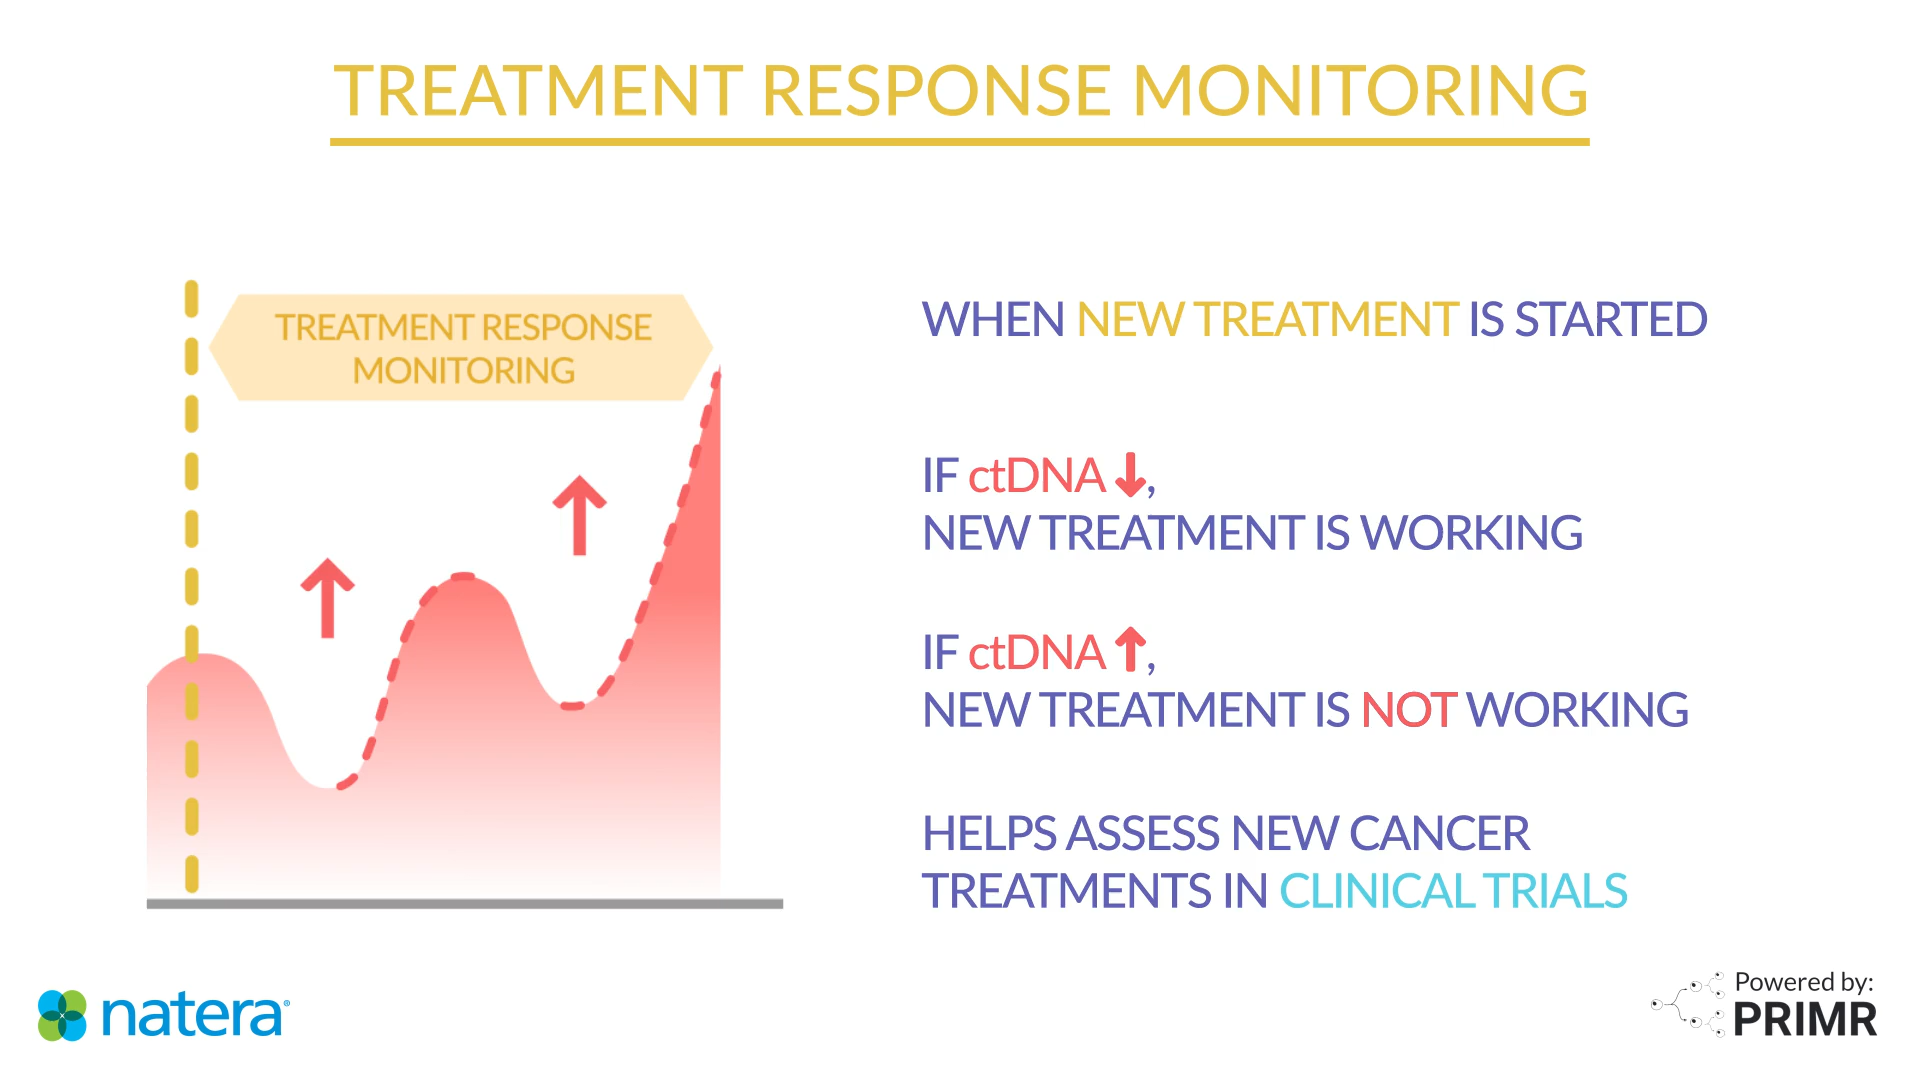 TREATMENT RESPONSE MONITORING
TREATMENT RESPONSE
MONITORING
WHEN NEW TREATMENT IS STARTED
IF ctDNA ↓,
NEW TREATMENT IS WORKING
IF ctDNA ↑,
NEW TREATMENT IS NOT WORKING
HELPS ASSESS NEW CANCER
TREATMENTS IN CLINICAL TRIALS
natera®
Powered by:
PRIMR